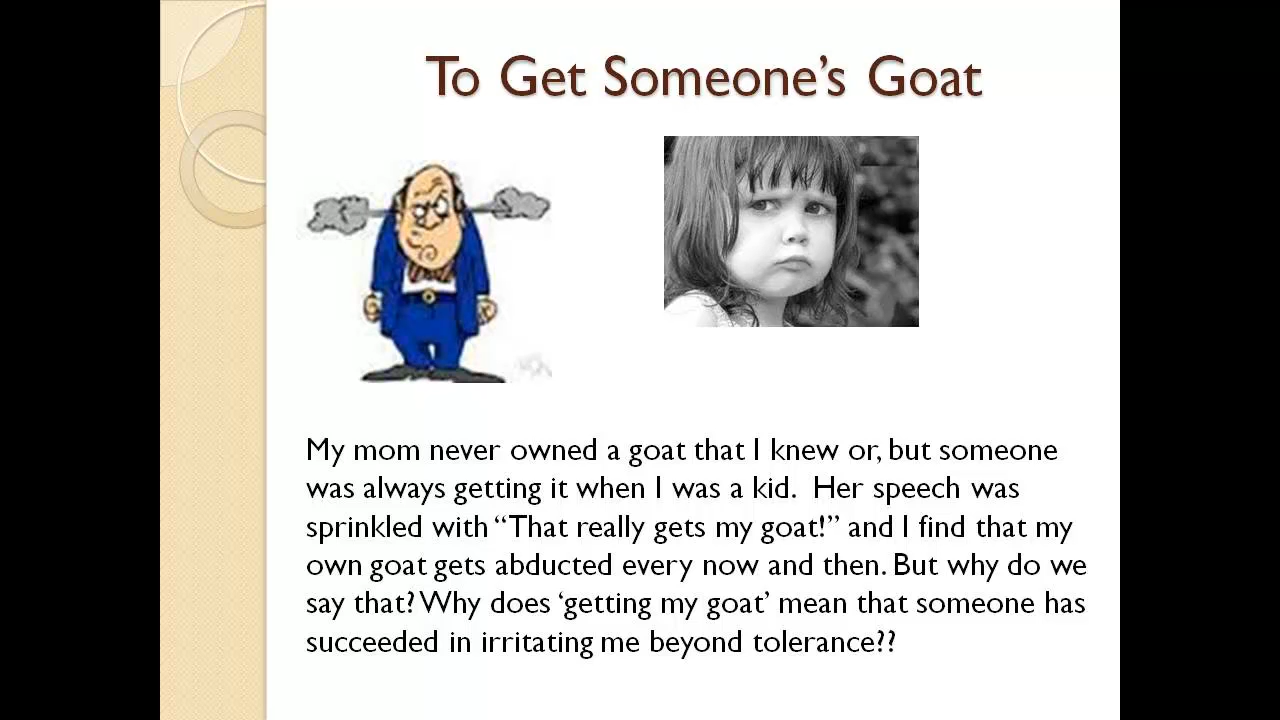 To Get Someone’s Goat
My mom never owned a goat that I knew or, but someone
was always getting it when I was a kid.  Her speech was
sprinkled with “That really gets my goat!” and I find that my
own goat gets abducted every now and then. But why do we
say that? Why does ‘getting my goat’ mean that someone has
succeeded in irritating me beyond tolerance??